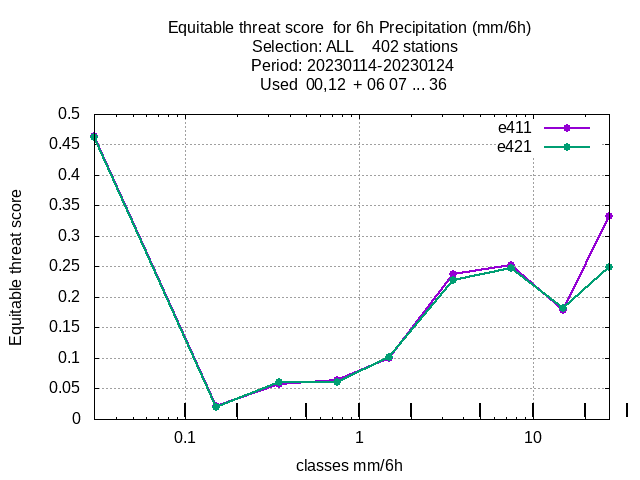 Equitable threat score  for 6h Precipitation (mm/6h)
Selection: ALL    402 stations
Period: 20230114-20230124
Used  00,12  + 06 07 ... 36
e411
e421
0.5
0.45
0.4
0.35
0.3
0.25
0.2
0.15
0.1
0.05
0
Equitable threat score
0.1 1 10
classes mm/6h